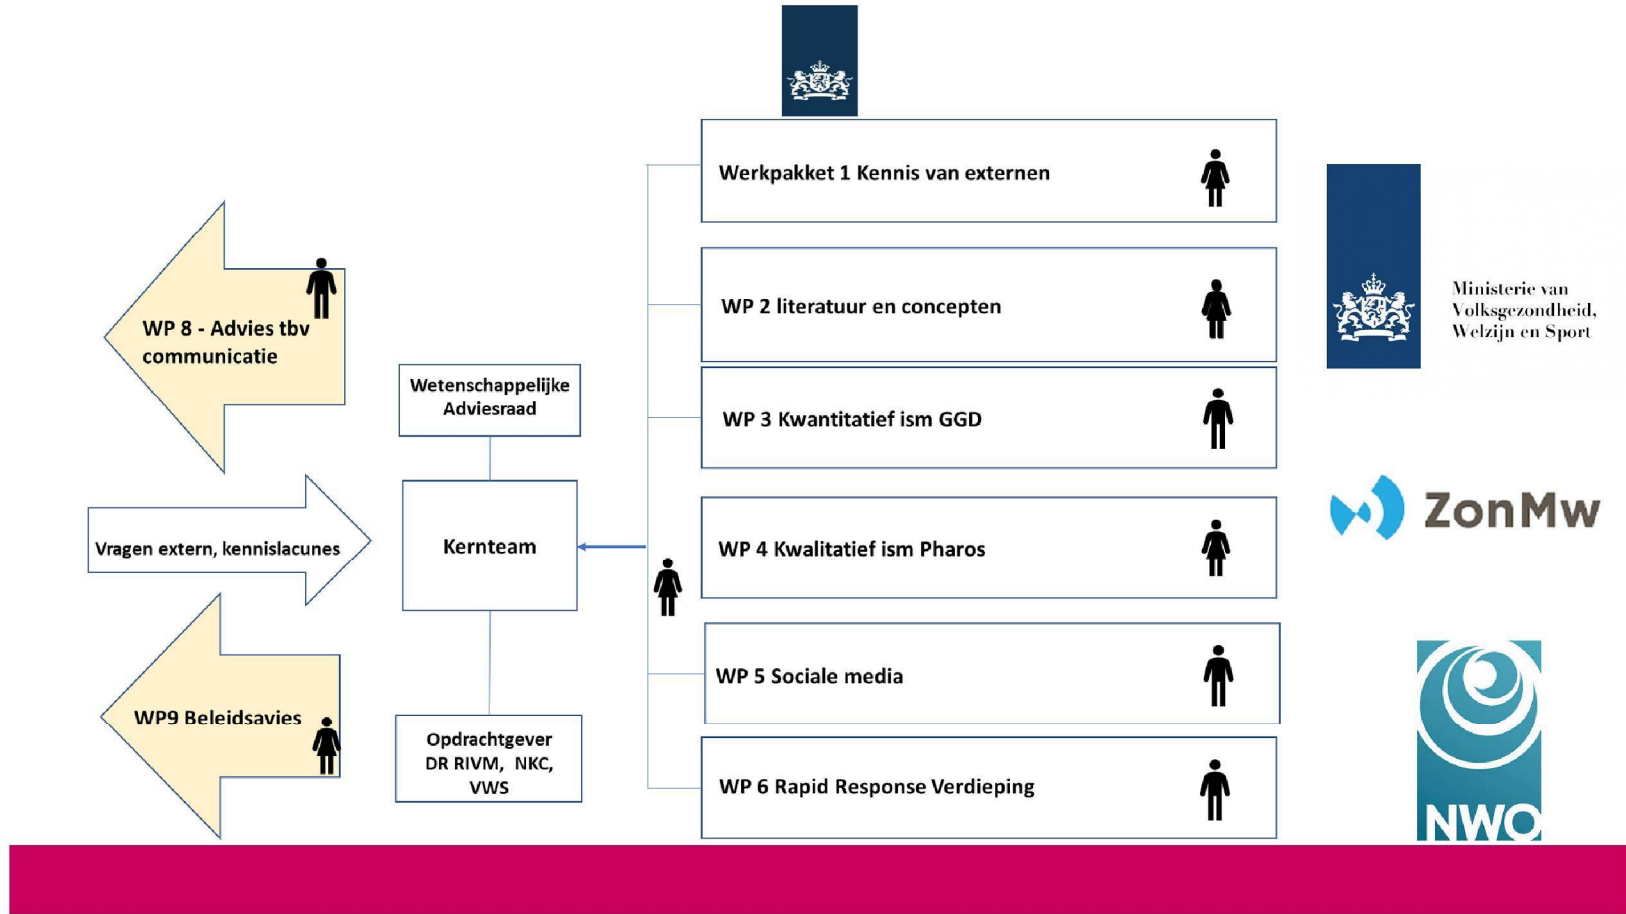 Werkpakket 1 Kennis van externen
WP 2 literatuur en concepten
WP 3 Kwantitatief ism GGD
WP 4 Kwalitatief ism Pharos
WP 5 Sociale media
WP 6 Rapid Response Verdieping
WP 8 - Advies tbv
communicatie
Wetenschappelijke
Adviesraad
Vragen extern, kennislacunes
Kernteam
WP9 Beleidsavies
Opdrachtgever
DR RIVM, NKC,
VWS
Ministerie van
Volksgezondheid,
Welzijn en Sport
ZonMw
NWO